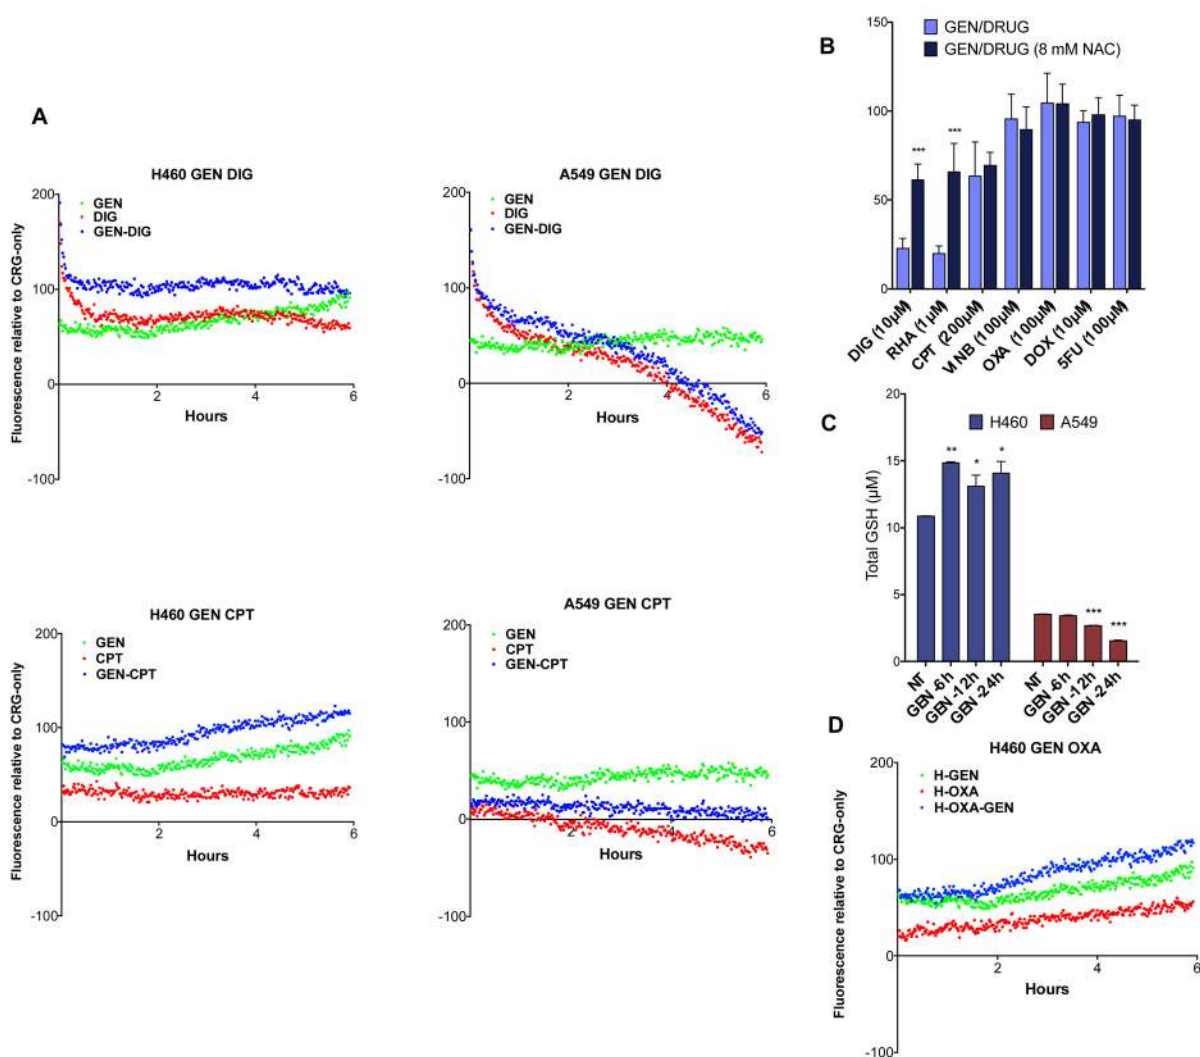 A
H460 GEN DIG
Fluorescence relative to CRG-only
200
100
0
-100
GEN
DIG
GEN-DIG
2
4
6
Hours
A549 GEN DIG
200
100
0
-100
GEN
DIG
GEN-DIG
2
4
6
Hours
H460 GEN CPT
Fluorescence relative to CRG-only
200
100
0
-100
GEN
CPT
GEN-CPT
2
4
6
Hours
A549 GEN CPT
200
100
0
-100
GEN
CPT
GEN-CPT
2
4
6
Hours
B
150
100
50
0
GEN/DRUG
GEN/DRUG (8 mM NAC)
***
***
DIG (10µM)
RHA (1µM)
CPT (200µM)
VNB (100µM)
OXA (100µM)
DOX (10µM)
5FU (100µM)
C
Total GSH (µM)
20
15
10
5
0
H460
A549
**
*
*
***
***
NT
GEN -6h
GEN -12h
GEN -24h
NT
GEN -6h
GEN -12h
GEN -24h
D
H460 GEN OXA
Fluorescence relative to CRG-only
200
100
0
-100
H-GEN
H-OXA
H-OXA-GEN
2
4
6
Hours